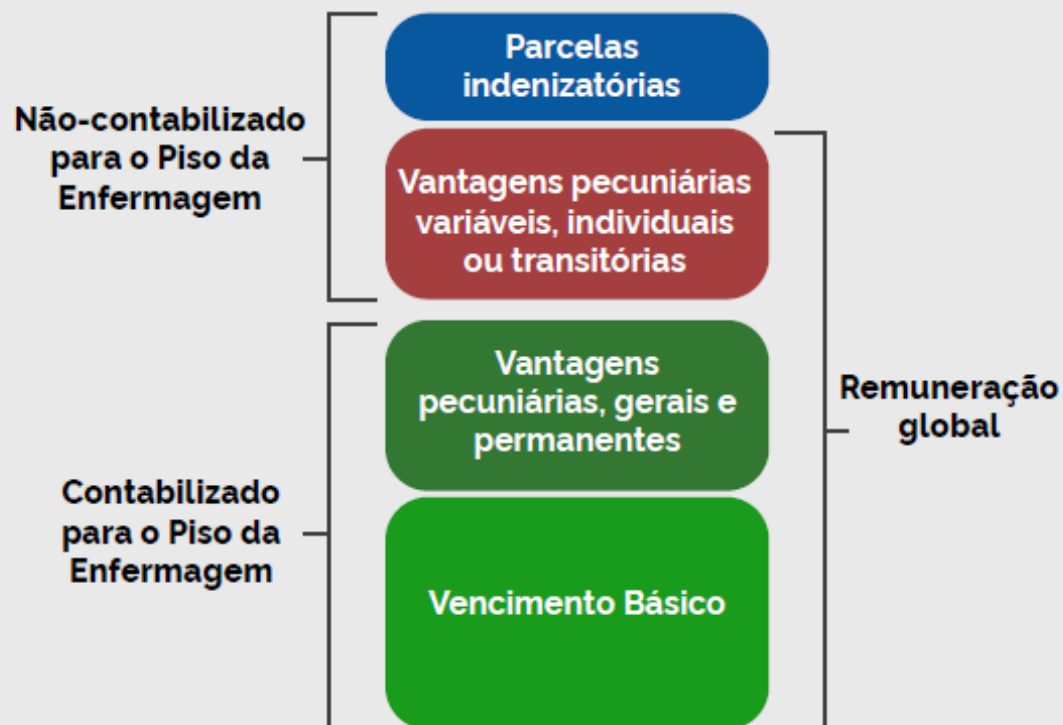 Parcelas
indenizatórias
Não-contabilizado
para o Piso da
Enfermagem
Vantagens pecuniárias
variáveis, individuais
ou transitórias
Vantagens
pecuniárias, gerais e
permanentes
Remuneração
global
Contabilizado
para o Piso da
Enfermagem
Vencimento Básico